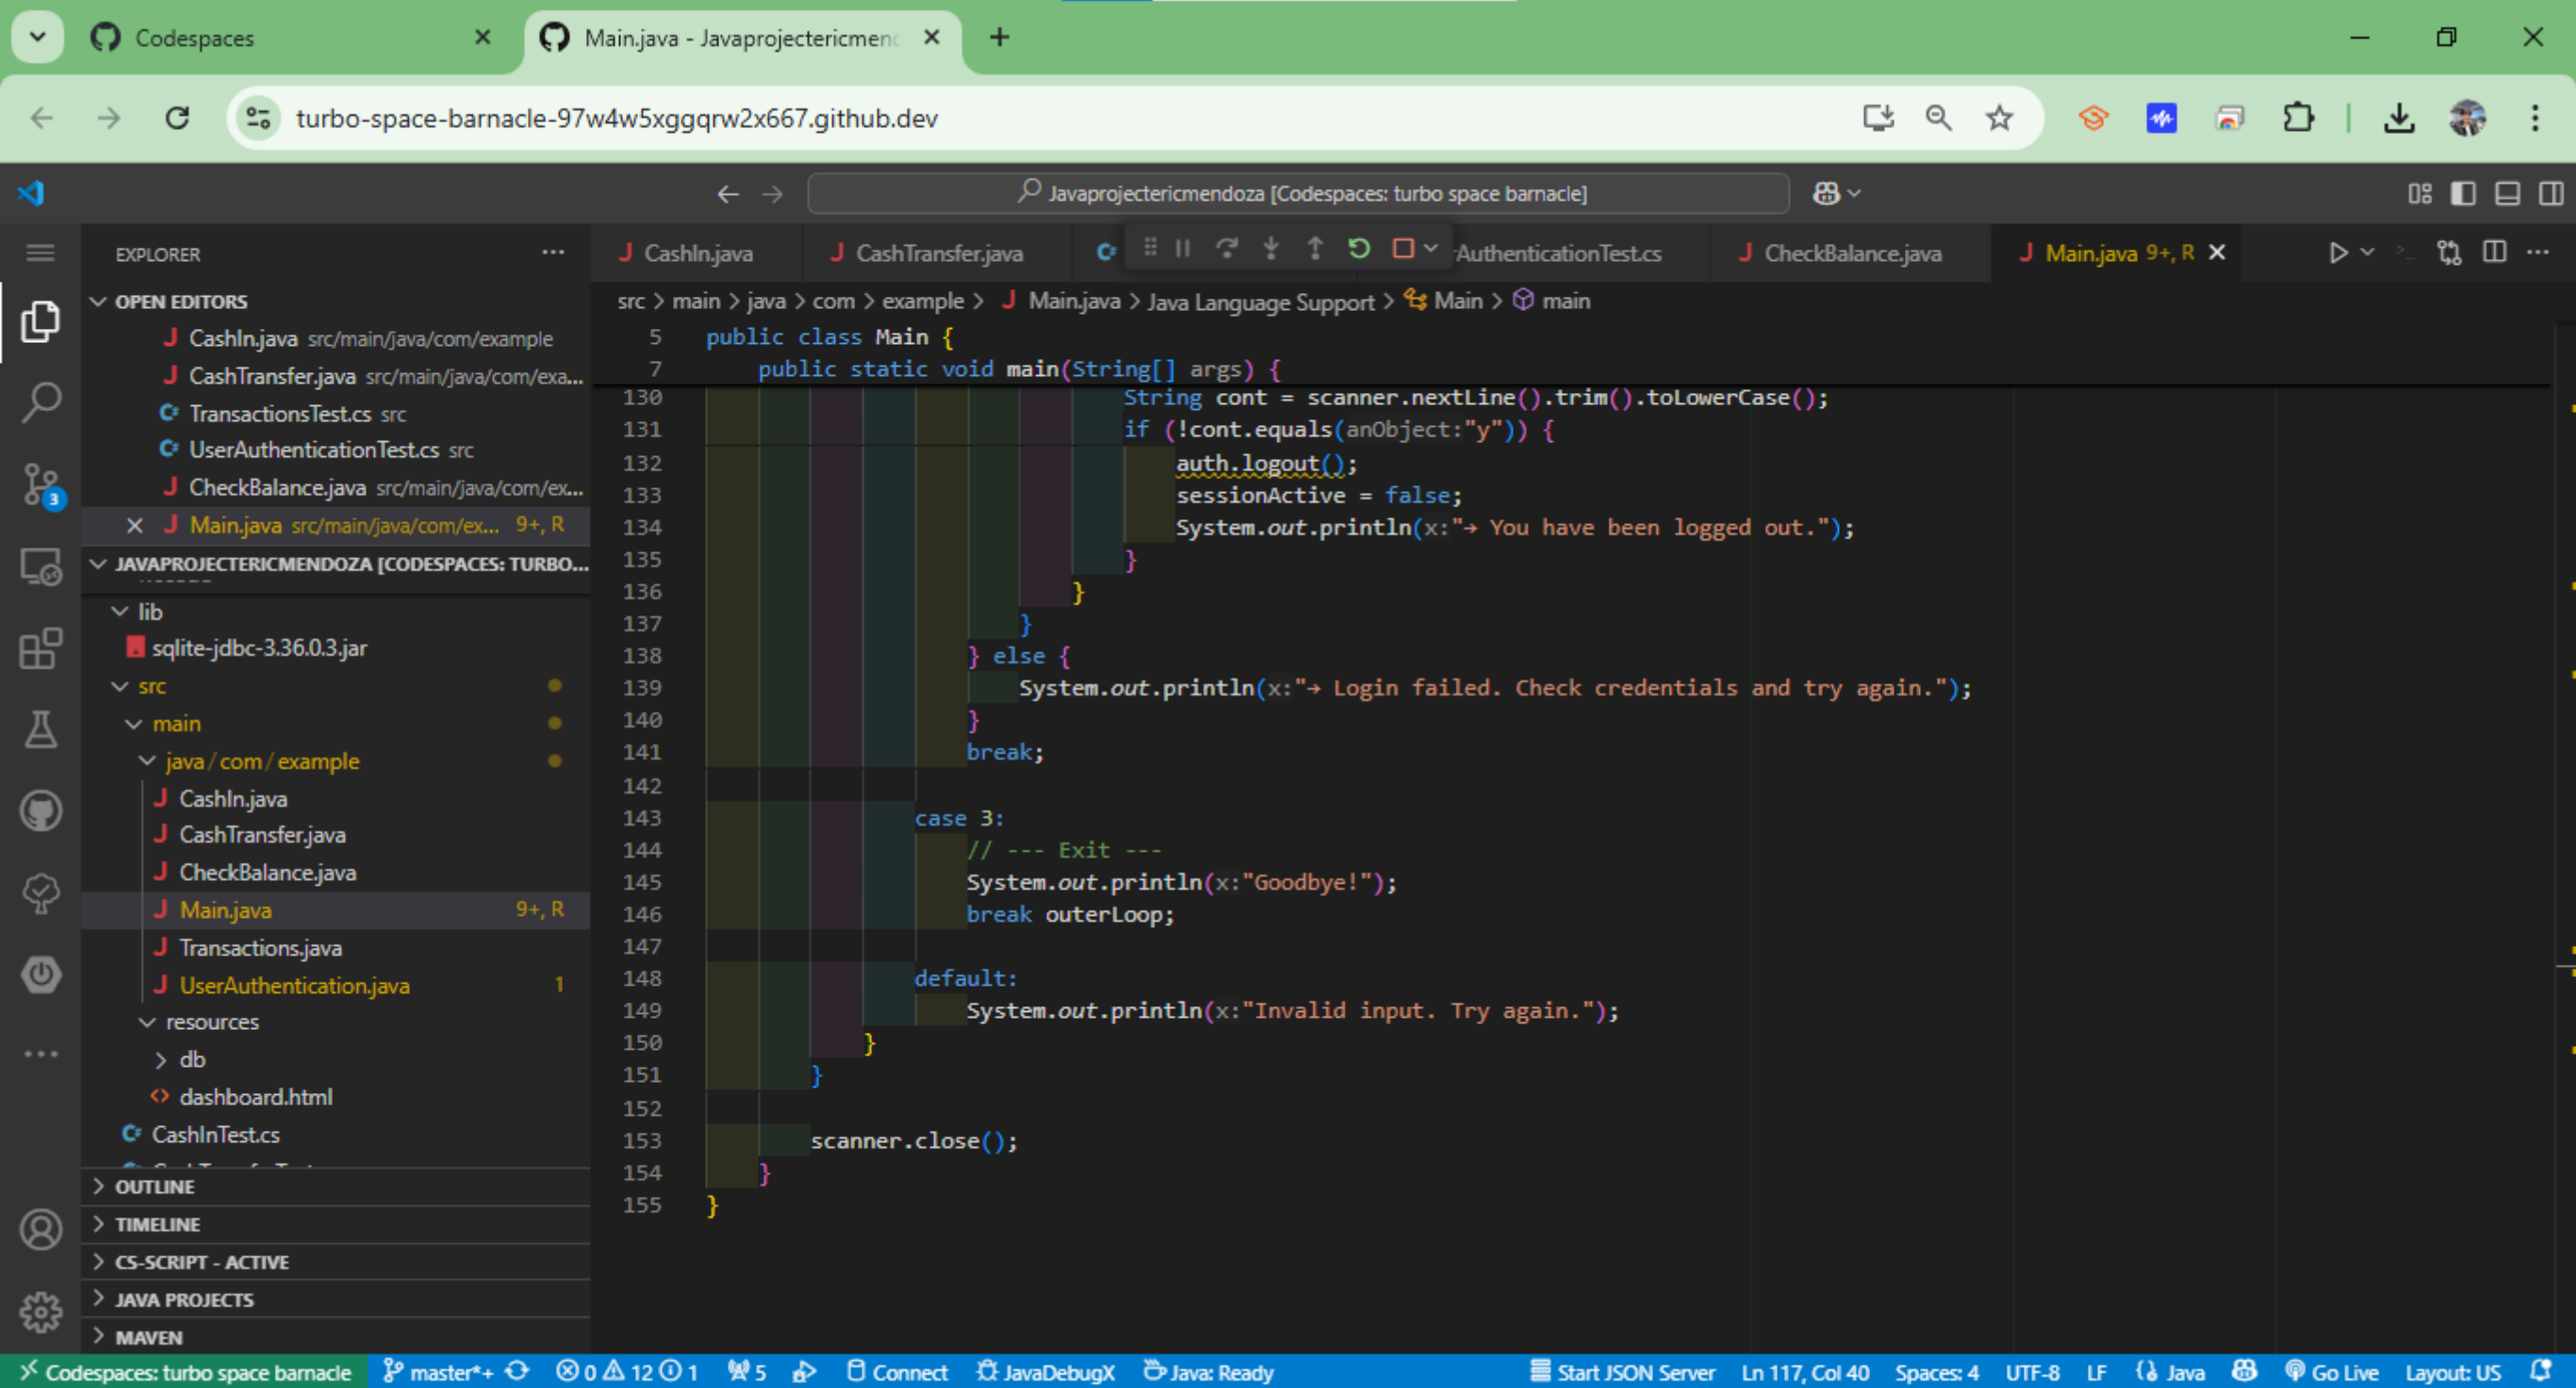 Codespaces
Main.java - Javaprojectericmen
turbo-space-barnacle-97w4w5xggqrw2x667.github.dev
Javaprojectericmendoza [Codespaces: turbo space barnacle]
EXPLORER
CashIn.java
CashTransfer.java
rAuthenticationTest.cs
CheckBalance.java
Main.java 9+, R
src > main > java > com > example > Main.java > Java Language Support > Main > main
OPEN EDITORS
CashIn.java src/main/java/com/example
CashTransfer.java src/main/java/com/exa...
TransactionsTest.cs src
UserAuthenticationTest.cs src
CheckBalance.java src/main/java/com/ex...
Main.java src/main/java/com/ex... 9+, R
JAVAPROJECTERICMENDOZA [CODESPACES: TURBO...
lib
sqlite-jdbc-3.36.0.3.jar
src
main
java/com/example
CashIn.java
CashTransfer.java
CheckBalance.java
Main.java 9+, R
Transactions.java
UserAuthentication.java 1
resources
db
dashboard.html
CashInTest.cs
OUTLINE
TIMELINE
CS-SCRIPT - ACTIVE
JAVA PROJECTS
MAVEN
5 public class Main {
7 public static void main(String[] args) {
130 String cont = scanner.nextLine().trim().toLowerCase();
131 if (!cont.equals(anObject:"y")) {
132 auth.logout();
133 sessionActive = false;
134 System.out.println(x:"→ You have been logged out.");
135 }
136 }
137 }
138 } else {
139 System.out.println(x:"→ Login failed. Check credentials and try again.");
140 }
141 break;
142
143 case 3:
144 // --- Exit ---
145 System.out.println(x:"Goodbye!");
146 break outerLoop;
147
148 default:
149 System.out.println(x:"Invalid input. Try again.");
150 }
151 }
152
153 scanner.close();
154 }
155 }
3
Codespaces: turbo space barnacle master*+ 0 12 1 5 Connect JavaDebugX Java: Ready Start JSON Server Ln 117, Col 40 Spaces: 4 UTF-8 LF Java Go Live Layout: US